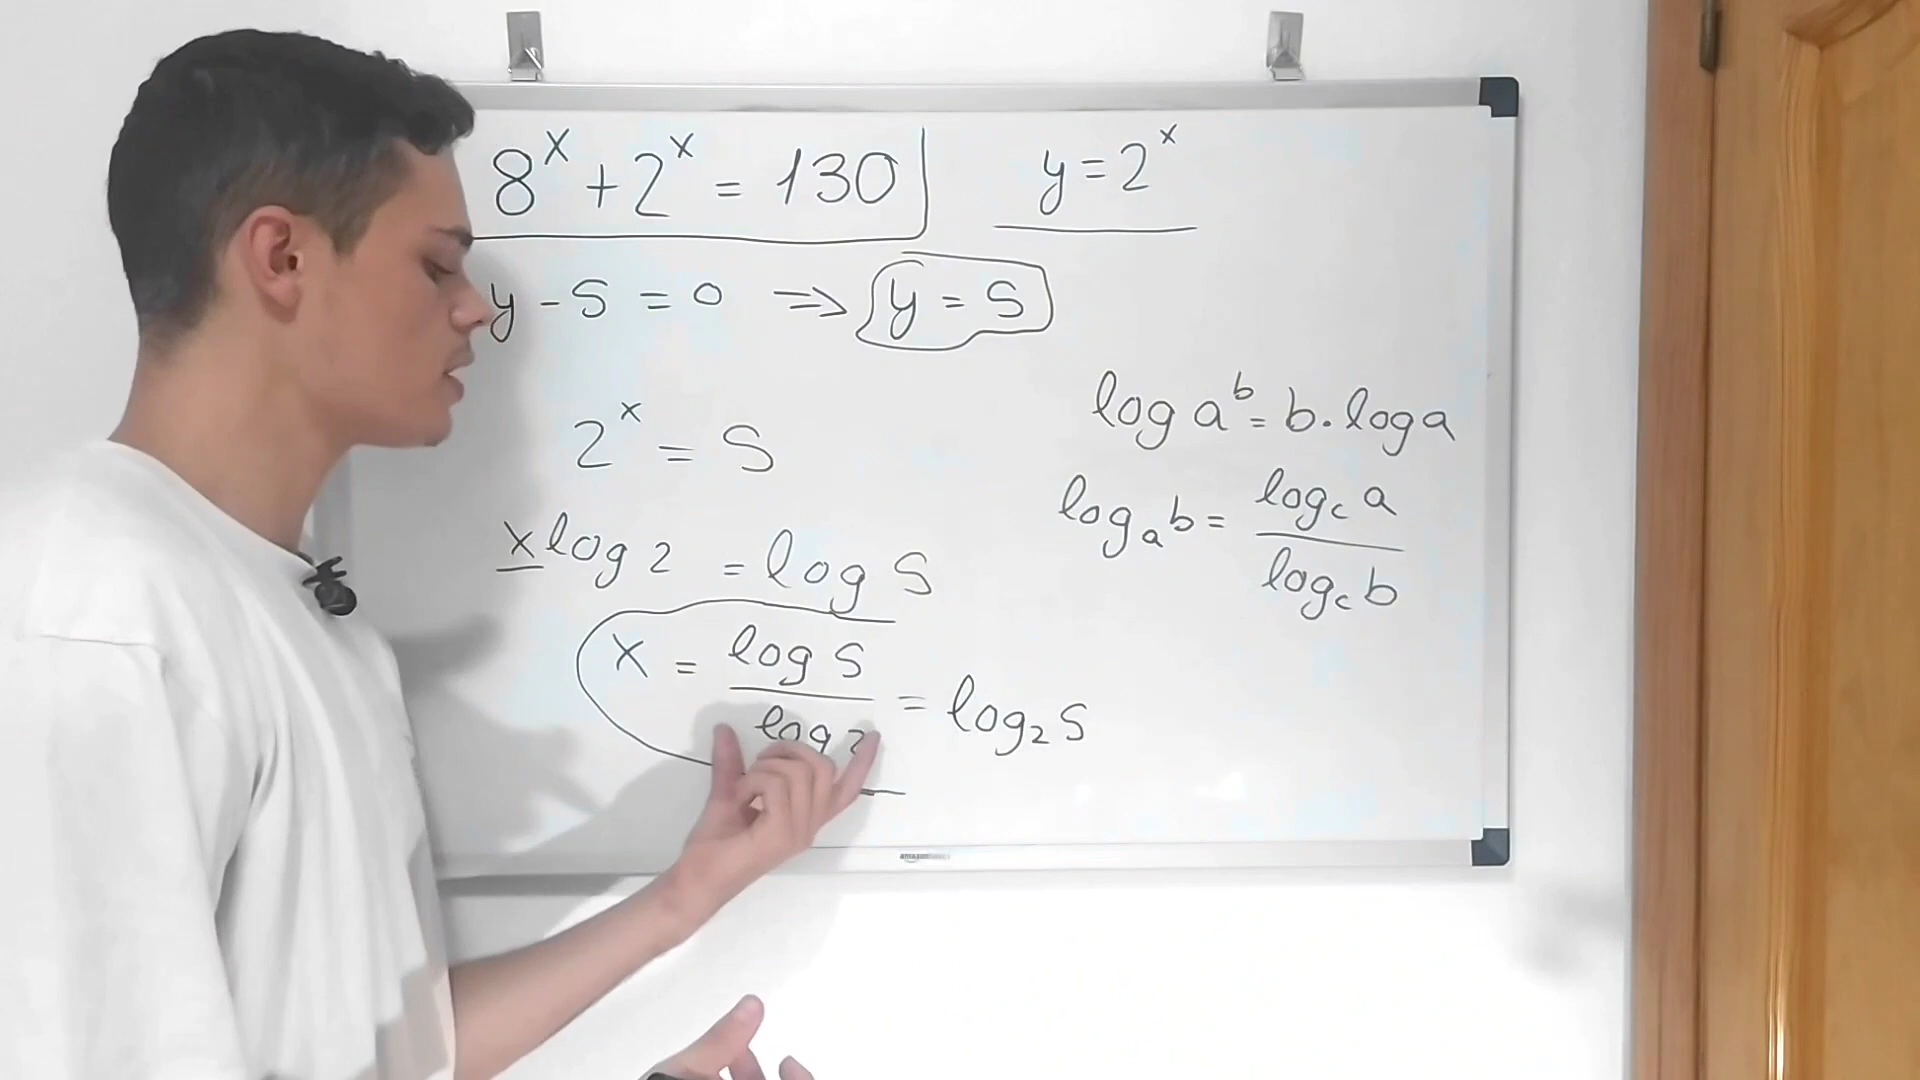 8^x + 2^x = 130
y = 2^x
y - 5 = 0 ⇒ y = 5
2^x = 5
log a^b = b · log a
x log 2 = log 5
log_a b = log_c a / log_c b
x = log 5 / log 2 = log_2 5
amazonbasics